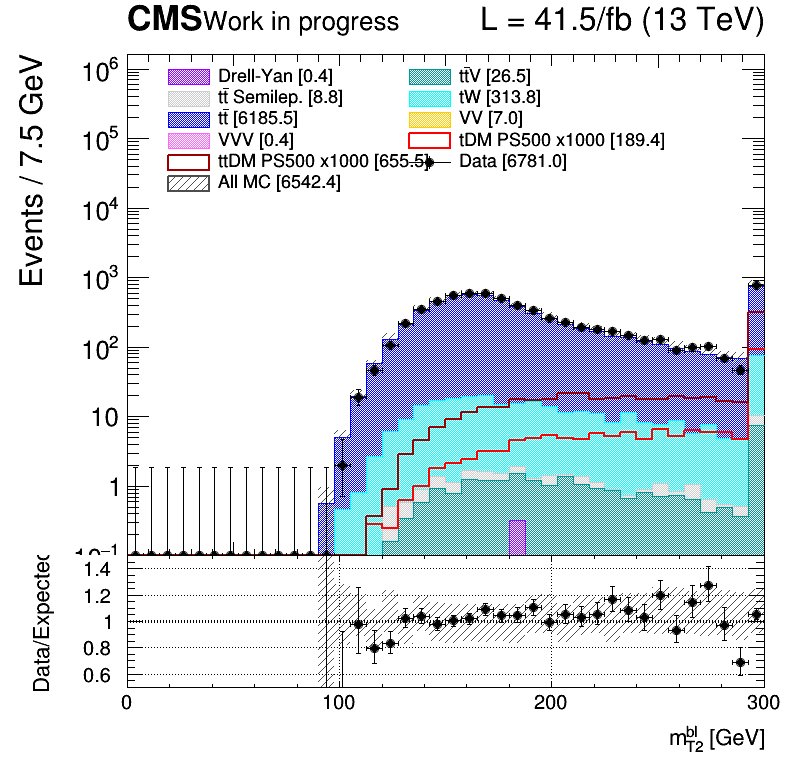 CMS Work in progress L = 41.5/fb (13 TeV)
Events / 7.5 GeV
10⁶
10⁵
10⁴
10³
10²
10
1
10⁻¹
Drell-Yan [0.4]
tt̄ Semilep. [8.8]
tt̄ [6185.5]
VVV [0.4]
ttDM PS500 x1000 [655.5]
All MC [6542.4]
tt̄V [26.5]
tW [313.8]
VV [7.0]
tDM PS500 x1000 [189.4]
Data [6781.0]
Data/Expected
1.4
1.2
1
0.8
0.6
0 100 200 300
m_{T2}^{bl} [GeV]